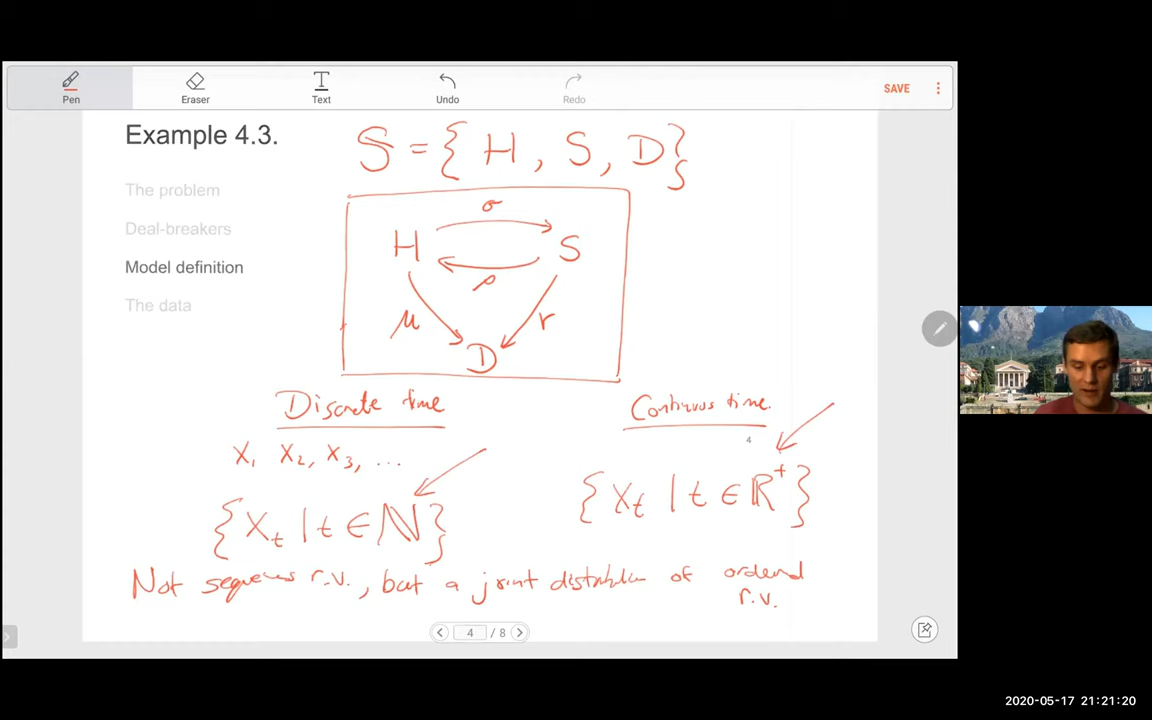 Pen
Eraser
Text
Undo
Redo
SAVE
Example 4.3.
The problem
Deal-breakers
Model definition
The data
S = { H , S , D }
σ
H S
ρ
μ r
D
Discrete time
X1 X2, X3, ...
{ Xt | t ∈ ℕ }
Continuous time.
4
{ Xt | t ∈ ℝ+ }
Not sequences r.v., but a joint distribution of ordered
r.v.
4 / 8
2020-05-17 21:21:20